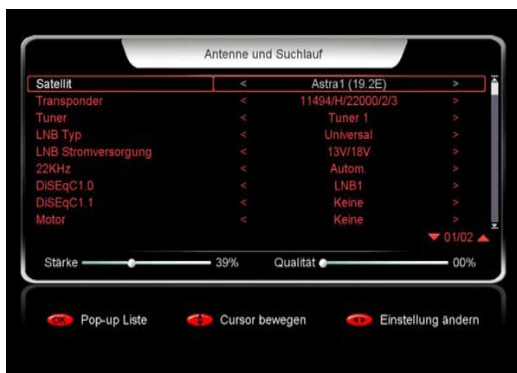 Antenne und Suchlauf
Satellit < Astra1 (19.2E) >
Transponder < 11494/H/22000/2/3 >
Tuner < Tuner 1 >
LNB Typ < Universal >
LNB Stromversorgung < 13V/18V >
22KHz < Autom. >
DiSEqC1.0 < LNB1 >
DiSEqC1.1 < Keine >
Motor < Keine >
01/02
Stärke 39% Qualität 00%
OK Pop-up Liste Cursor bewegen Einstellung ändern